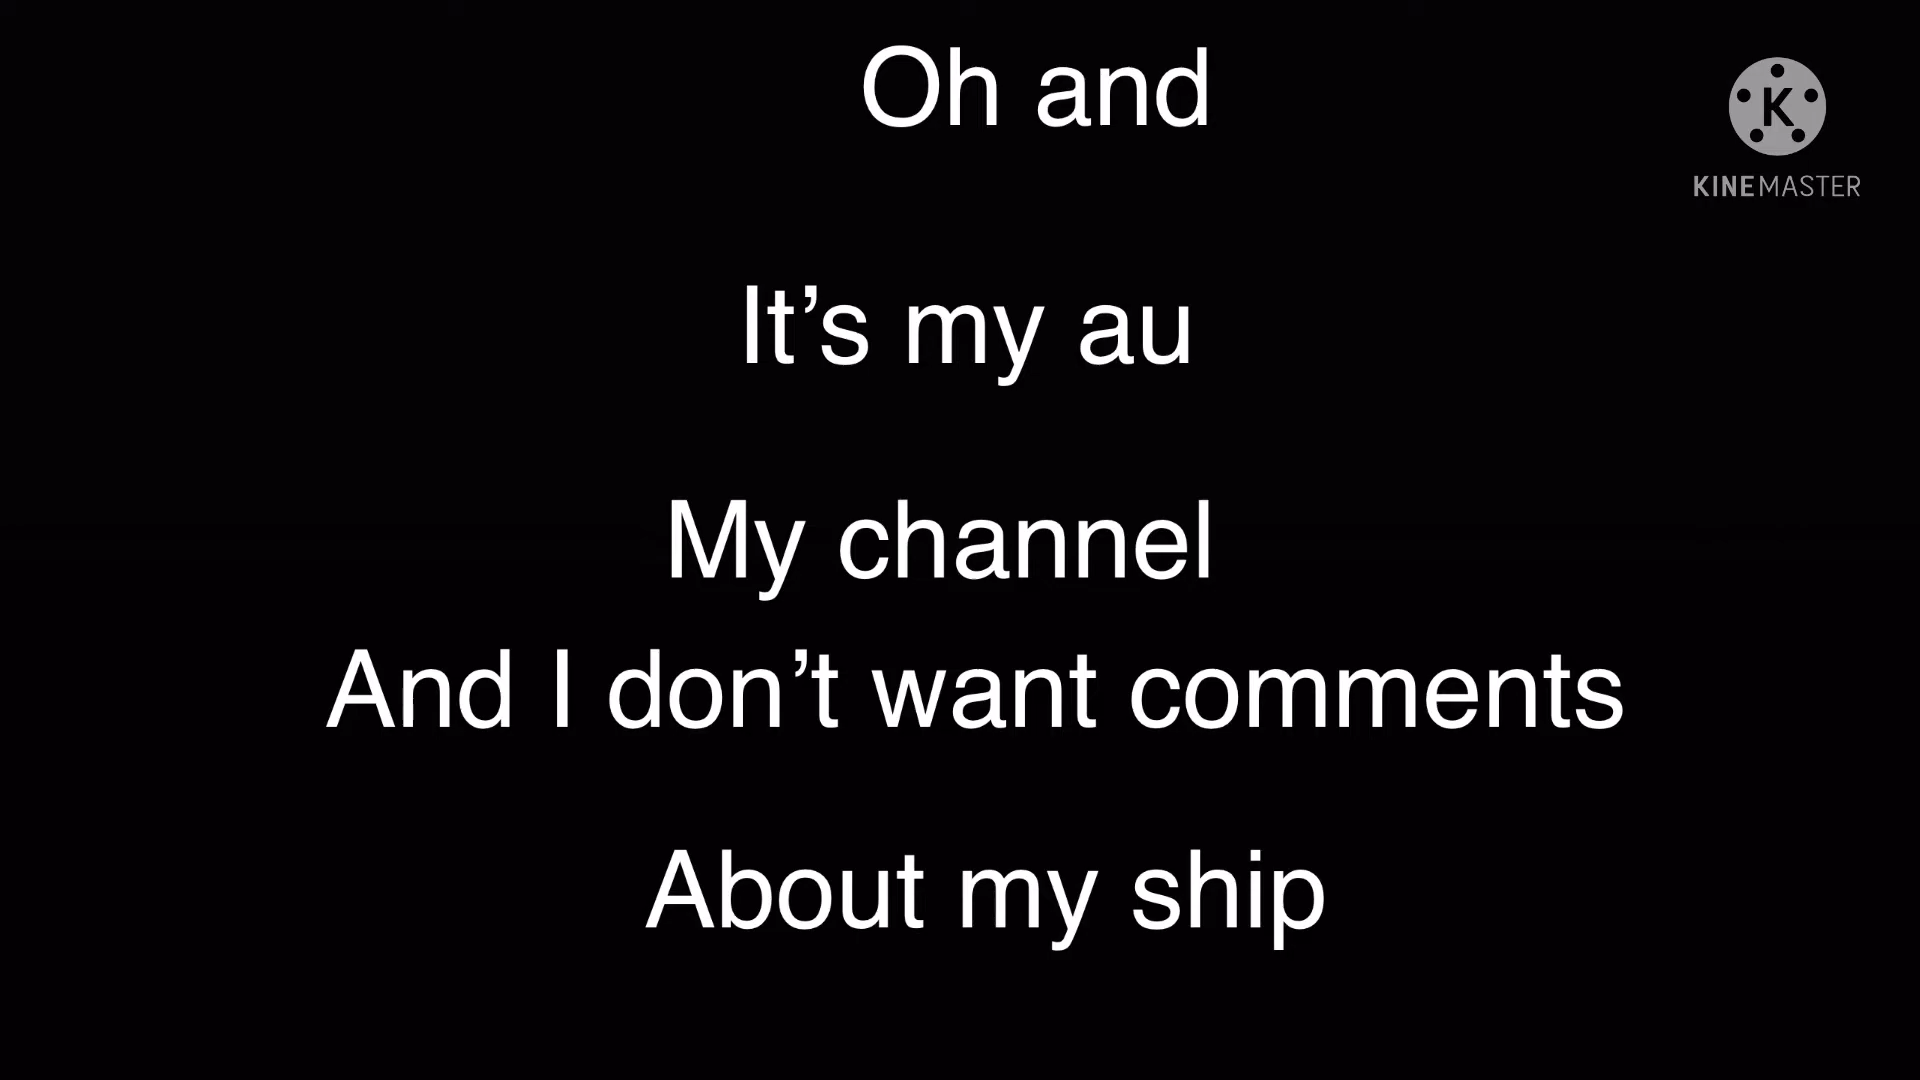 Oh and
K
KINEMASTER
It’s my au
My channel
And I don’t want comments
About my ship